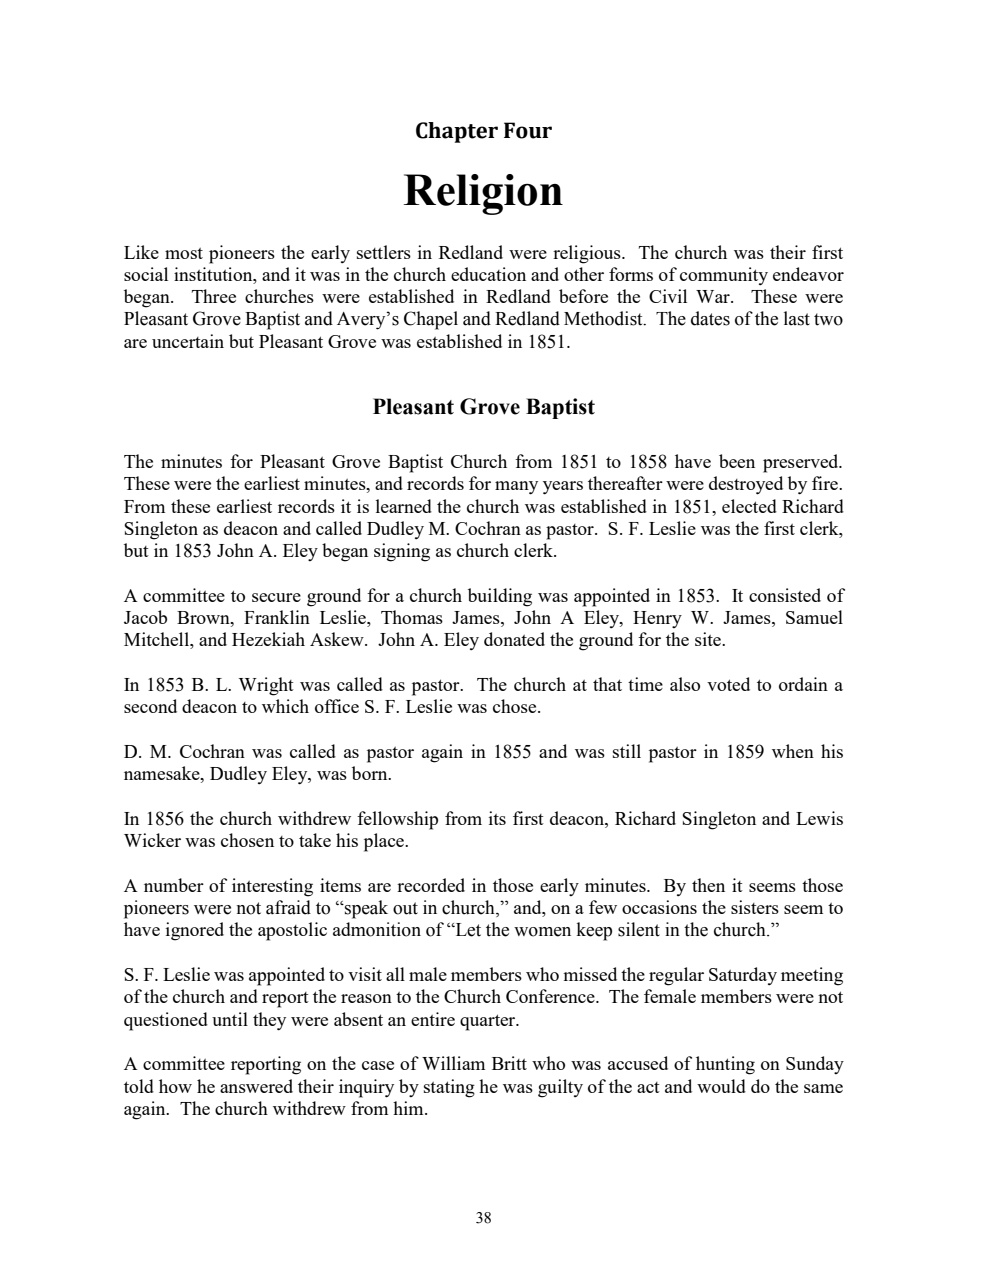 Chapter Four
Religion
Like most pioneers the early settlers in Redland were religious.  The church was their first
social institution, and it was in the church education and other forms of community endeavor
began.  Three churches were established in Redland before the Civil War.  These were
Pleasant Grove Baptist and Avery’s Chapel and Redland Methodist.  The dates of the last two
are uncertain but Pleasant Grove was established in 1851.
Pleasant Grove Baptist
The minutes for Pleasant Grove Baptist Church from 1851 to 1858 have been preserved.
These were the earliest minutes, and records for many years thereafter were destroyed by fire.
From these earliest records it is learned the church was established in 1851, elected Richard
Singleton as deacon and called Dudley M. Cochran as pastor.  S. F. Leslie was the first clerk,
but in 1853 John A. Eley began signing as church clerk.
A committee to secure ground for a church building was appointed in 1853.  It consisted of
Jacob Brown, Franklin Leslie, Thomas James, John A Eley, Henry W. James, Samuel
Mitchell, and Hezekiah Askew.  John A. Eley donated the ground for the site.
In 1853 B. L. Wright was called as pastor.  The church at that time also voted to ordain a
second deacon to which office S. F. Leslie was chose.
D. M. Cochran was called as pastor again in 1855 and was still pastor in 1859 when his
namesake, Dudley Eley, was born.
In 1856 the church withdrew fellowship from its first deacon, Richard Singleton and Lewis
Wicker was chosen to take his place.
A number of interesting items are recorded in those early minutes.  By then it seems those
pioneers were not afraid to “speak out in church,” and, on a few occasions the sisters seem to
have ignored the apostolic admonition of “Let the women keep silent in the church.”
S. F. Leslie was appointed to visit all male members who missed the regular Saturday meeting
of the church and report the reason to the Church Conference.  The female members were not
questioned until they were absent an entire quarter.
A committee reporting on the case of William Britt who was accused of hunting on Sunday
told how he answered their inquiry by stating he was guilty of the act and would do the same
again.  The church withdrew from him.
38